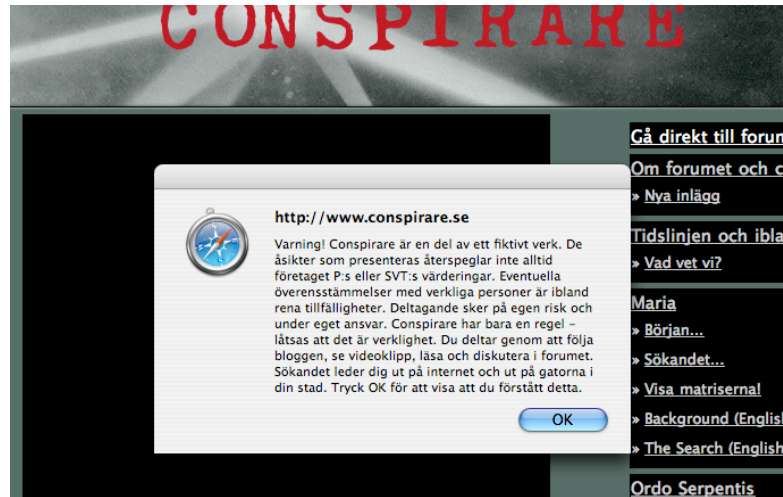 CONSPIRARE
http://www.conspirare.se
Varning! Conspirare är en del av ett fiktivt verk. De
åsikter som presenteras återspeglar inte alltid
företaget P:s eller SVT:s värderingar. Eventuella
överensstämmelser med verkliga personer är ibland
rena tillfälligheter. Deltagande sker på egen risk och
under eget ansvar. Conspirare har bara en regel –
låtsas att det är verklighet. Du deltar genom att följa
bloggen, se videoklipp, läsa och diskutera i forumet.
Sökandet leder dig ut på internet och ut på gatorna i
din stad. Tryck OK för att visa att du förstått detta.
OK
Gå direkt till forum
Om forumet och c
» Nya inlägg
Tidslinjen och ibla
» Vad vet vi?
Maria
» Början...
» Sökandet...
» Visa matriserna!
» Background (Englis
» The Search (English
Ordo Serpentis